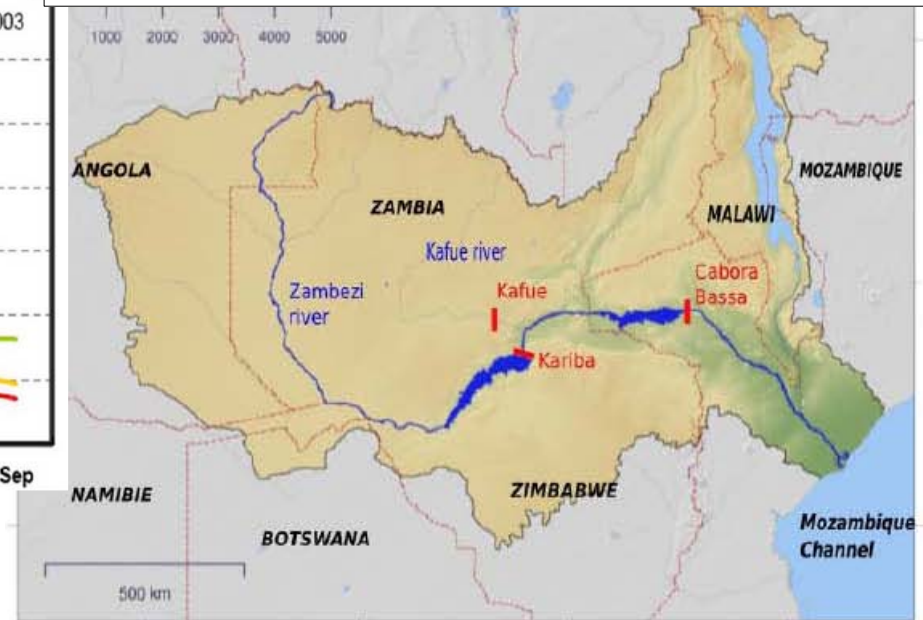 003
1000 2000 3000 4000 5000
ANGOLA
MOZAMBIQUE
ZAMBIA
MALAWI
Kafue river
Cabora
Bassa
Zambezi
river
Kafue
Kariba
Sep
NAMIBIE
ZIMBABWE
BOTSWANA
Mozambique
Channel
500 km